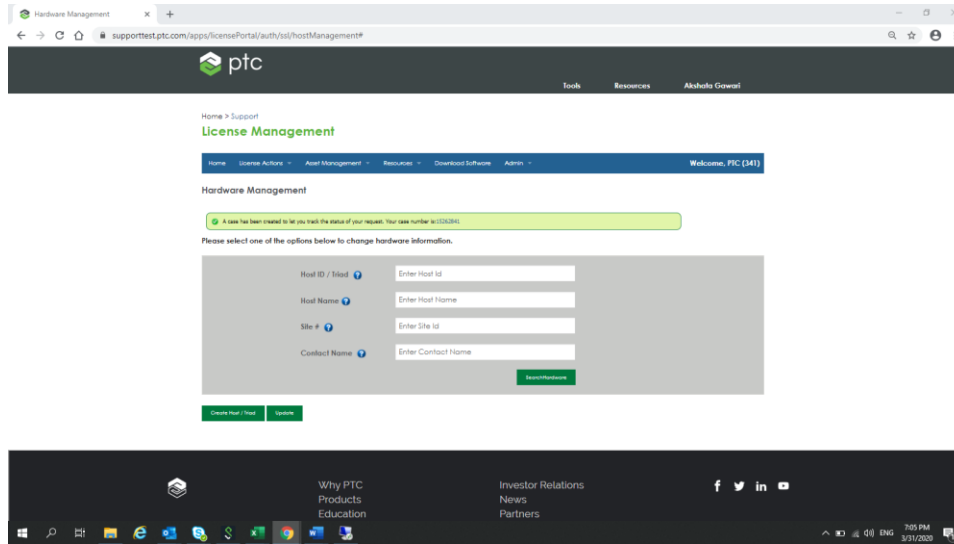 Hardware Management
supporttest.ptc.com/apps/licensePortal/auth/ssl/hostManagement#
ptc
Tools Resources Akshata Gawari
Home > Support
License Management
Home License Actions Asset Management Resources Download Software Admin Welcome, PTC (341)
Hardware Management
A case has been created to let you track the status of your request. Your case number is:15262841
Please select one of the options below to change hardware information.
Host ID / Triad Enter Host Id
Host Name Enter Host Name
Site # Enter Site Id
Contact Name Enter Contact Name
SearchHardware
Create Host / Triad Update
Why PTC Investor Relations
Products News
Education Partners
ENG 7:05 PM
3/31/2020